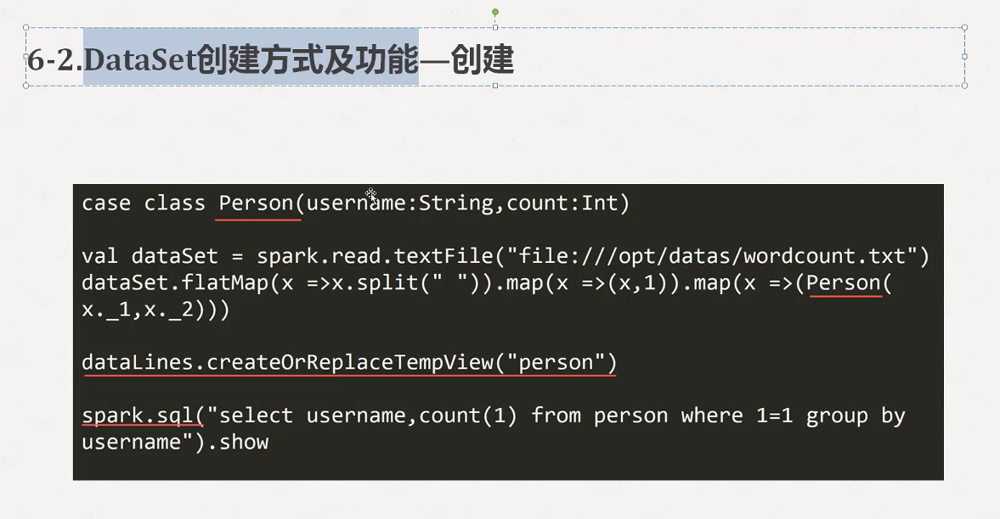 6-2.DataSet创建方式及功能—创建
case class Person(username:String,count:Int)
val dataSet = spark.read.textFile("file:///opt/datas/wordcount.txt")
dataSet.flatMap(x =>x.split(" ")).map(x =>(x,1)).map(x =>(Person(
x._1,x._2)))
dataLines.createOrReplaceTempView("person")
spark.sql("select username,count(1) from person where 1=1 group by
username").show